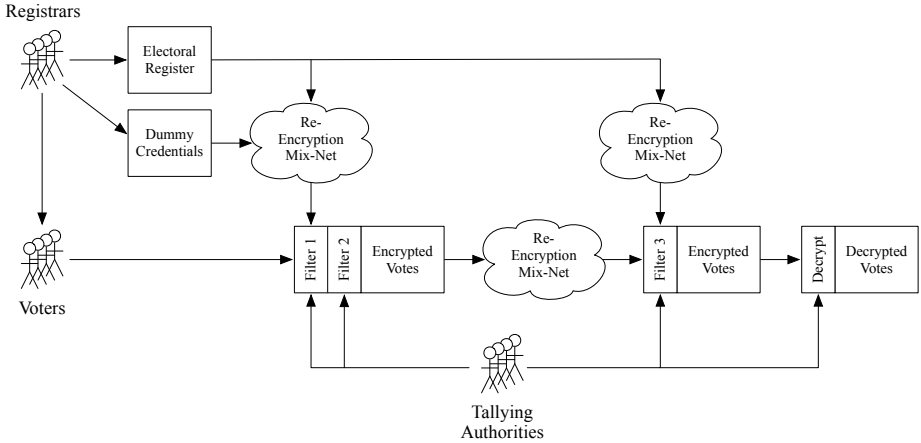 Registrars
Electoral
Register
Dummy
Credentials
Re-
Encryption
Mix-Net
Re-
Encryption
Mix-Net
Voters
Filter 1
Filter 2
Encrypted
Votes
Re-
Encryption
Mix-Net
Filter 3
Encrypted
Votes
Decrypt
Decrypted
Votes
Tallying
Authorities